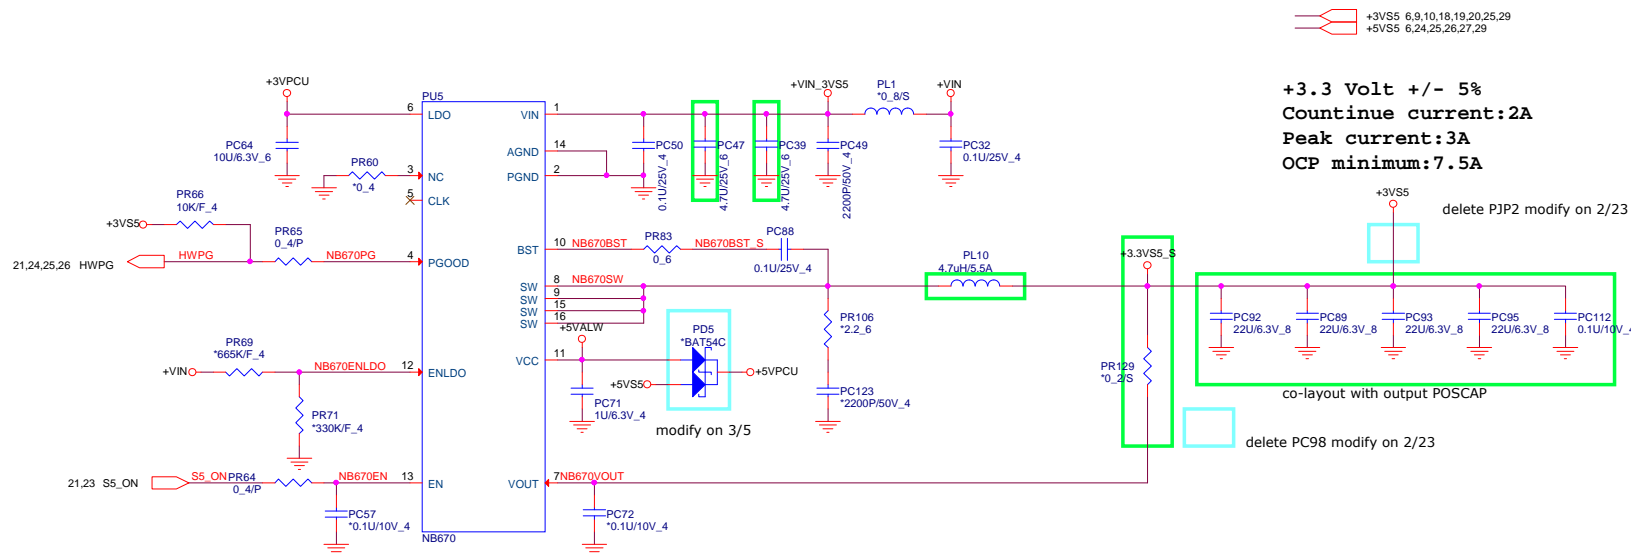 +3VS5 6,9,10,18,19,20,25,29
+5VS5 6,24,25,26,27,29
+3.3 Volt +/- 5%
Countinue current:2A
Peak current:3A
OCP minimum:7.5A
+3VS5
delete PJP2 modify on 2/23
+3VPCU
PC64
10U/6.3V_6
PR60
*0_4
PR66
10K/F_4
+3VS5
PR65
0_4/P
21,24,25,26 HWPG
HWPG
NB670PG
PR69
*665K/F_4
+VIN
NB670ENLDO
PR71
*330K/F_4
21,23 S5_ON
S5_ON
PR64
0_4/P
NB670EN
PC57
*0.1U/10V_4
PU5
6
LDO
3
NC
5
CLK
4
PGOOD
12
ENLDO
13
EN
NB670
1
VIN
14
AGND
2
PGND
10
BST
8
SW
9
SW
15
SW
16
SW
11
VCC
7
VOUT
+VIN_3VS5
PL1
*0_8/S
+VIN
PC50
0.1U/25V_4
PC47
4.7U/25V_6
PC39
4.7U/25V_6
PC49
2200P/50V_4
PC32
0.1U/25V_4
NB670BST
PR83
0_6
NB670BST_S
PC88
0.1U/25V_4
NB670SW
PL10
4.7uH/5.5A
+3.3VS5_S
PR106
*2.2_6
PC123
*2200P/50V_4
+5VALW
PC71
1U/6.3V_4
PD5
*BAT54C
+5VS5
+5VPCU
modify on 3/5
NB670VOUT
PC72
*0.1U/10V_4
PR129
*0_2/S
PC92
22U/6.3V_8
PC89
22U/6.3V_8
PC93
22U/6.3V_8
PC95
22U/6.3V_8
PC112
0.1U/10V_4
co-layout with output POSCAP
delete PC98 modify on 2/23